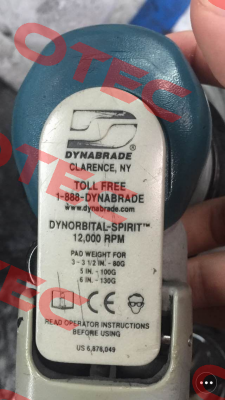 OTEC
DYNABRADE
CLARENCE, NY
TOLL FREE
1-888-DYNABRADE
www.dynabrade.com
DYNORBITAL-SPIRIT™
12,000 RPM
PAD WEIGHT FOR
3 - 3 1/2 IN. - 80G
5 IN. - 100G
6 IN. - 130G
CE
READ OPERATOR INSTRUCTIONS
BEFORE USING
US 6,878,049